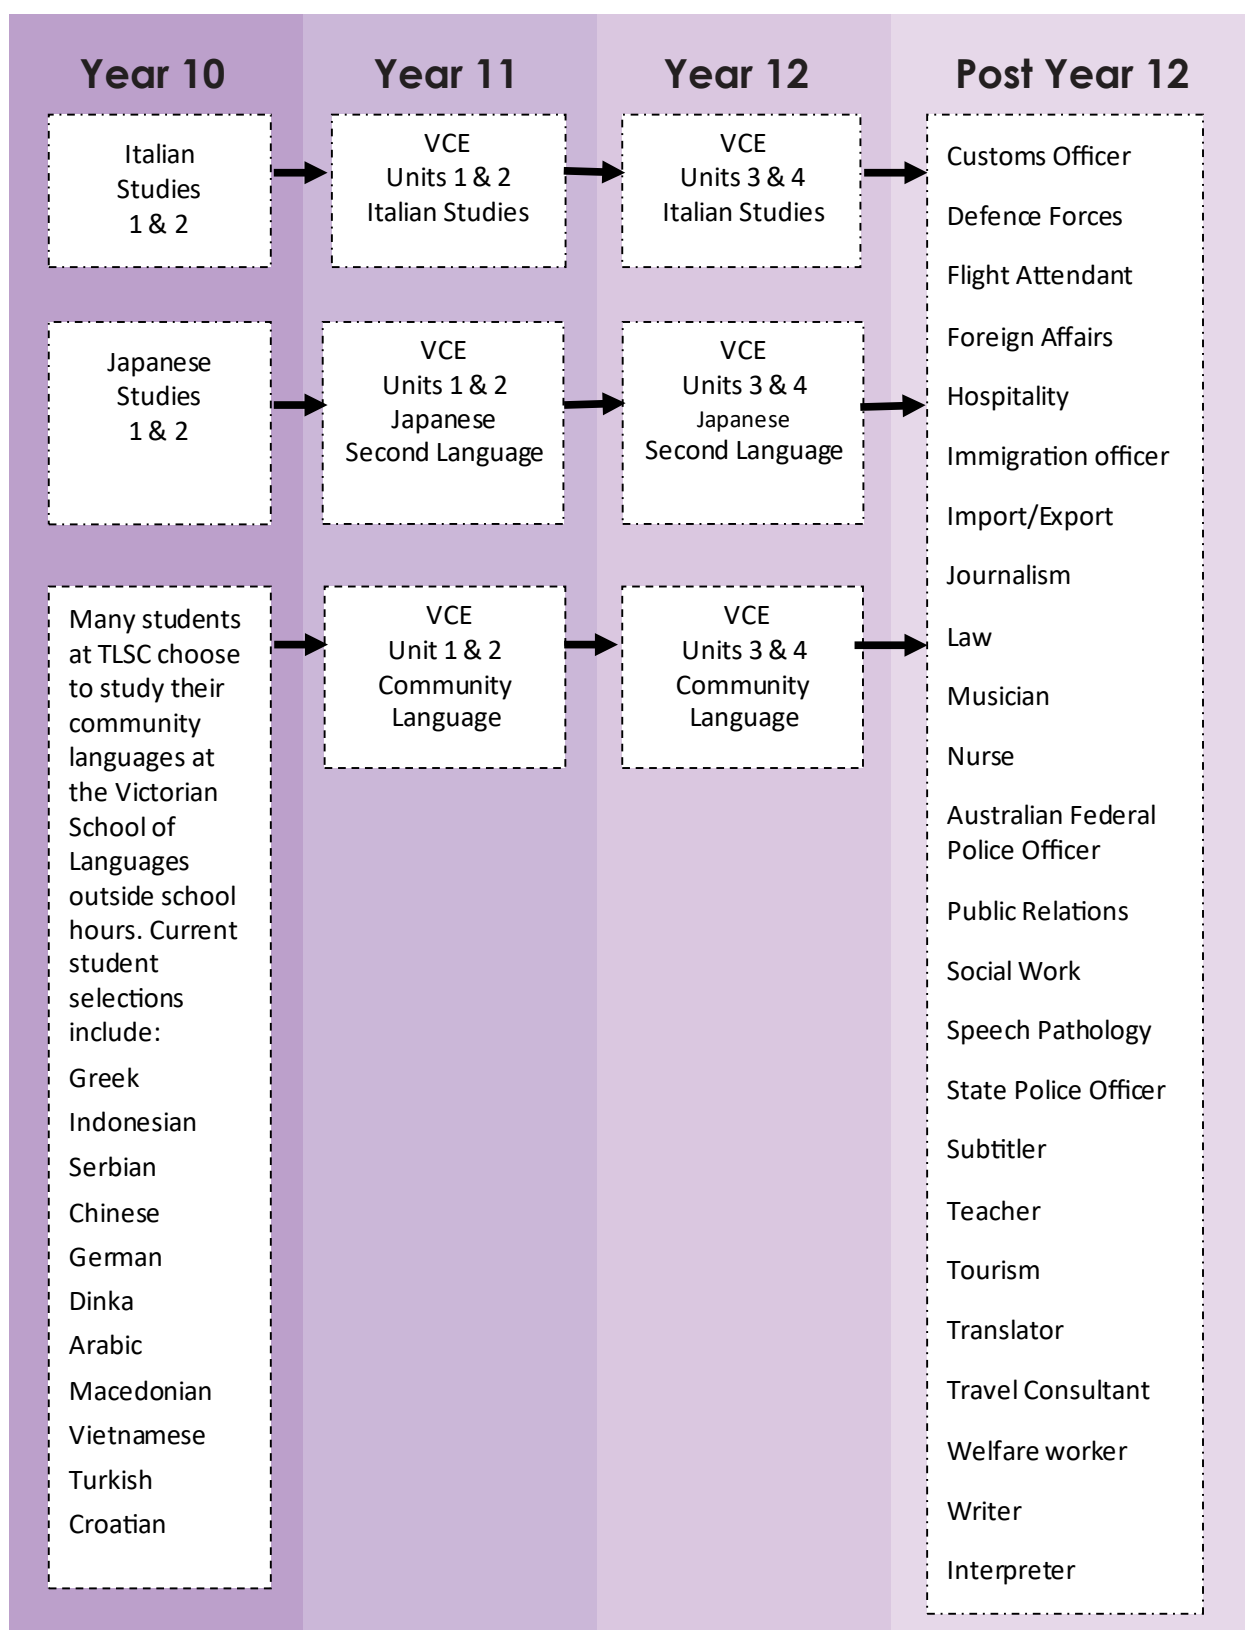 Year 10
Year 11
Year 12
Post Year 12
Italian
Studies
1 & 2
VCE
Units 1 & 2
Italian Studies
VCE
Units 3 & 4
Italian Studies
Japanese
Studies
1 & 2
VCE
Units 1 & 2
Japanese
Second Language
VCE
Units 3 & 4
Japanese
Second Language
Many students
at TLSC choose
to study their
community
languages at
the Victorian
School of
Languages
outside school
hours. Current
student
selections
include:
Greek
Indonesian
Serbian
Chinese
German
Dinka
Arabic
Macedonian
Vietnamese
Turkish
Croatian
VCE
Unit 1 & 2
Community
Language
VCE
Units 3 & 4
Community
Language
Customs Officer
Defence Forces
Flight Attendant
Foreign Affairs
Hospitality
Immigration officer
Import/Export
Journalism
Law
Musician
Nurse
Australian Federal
Police Officer
Public Relations
Social Work
Speech Pathology
State Police Officer
Subtitler
Teacher
Tourism
Translator
Travel Consultant
Welfare worker
Writer
Interpreter